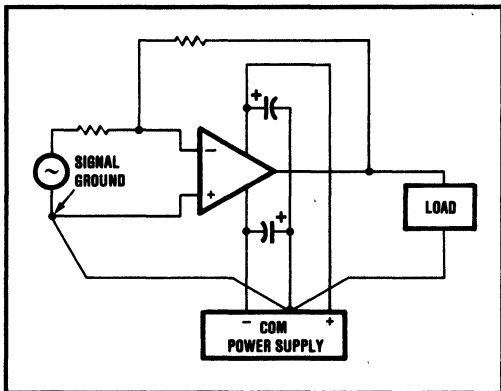 +
SIGNAL
GROUND
−
+
+
LOAD
− COM +
POWER SUPPLY